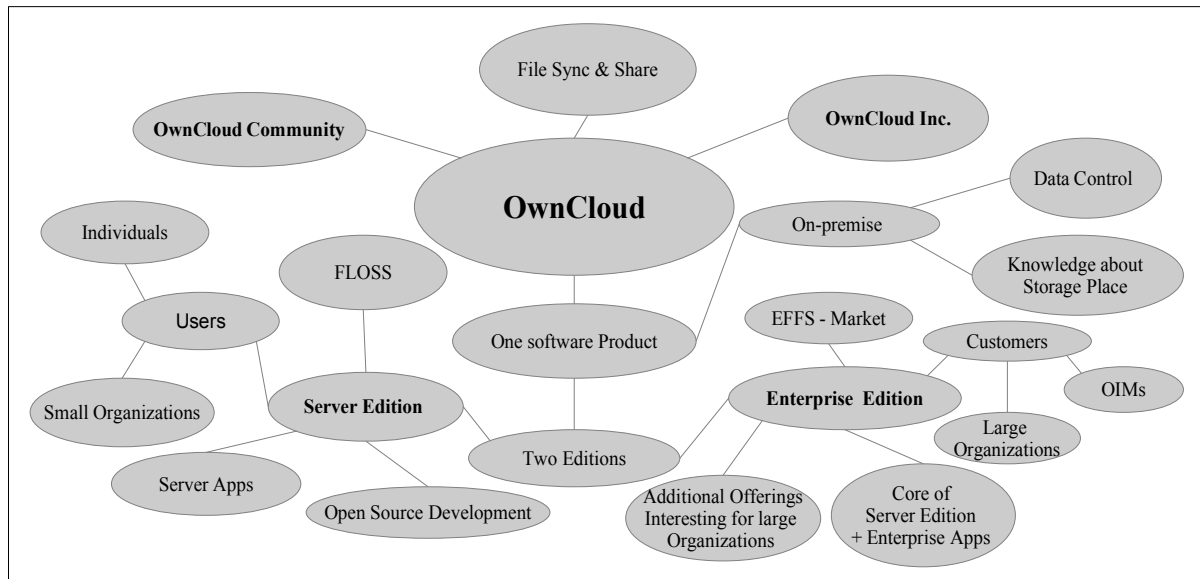 File Sync & Share
OwnCloud Community
OwnCloud Inc.
Data Control
OwnCloud
On-premise
Individuals
FLOSS
Knowledge about
Storage Place
Users
EFFS - Market
One software Product
Customers
Small Organizations
Server Edition
Enterprise Edition
OIMs
Large
Organizations
Two Editions
Server Apps
Open Source Development
Additional Offerings
Interesting for large
Organizations
Core of
Server Edition
+ Enterprise Apps